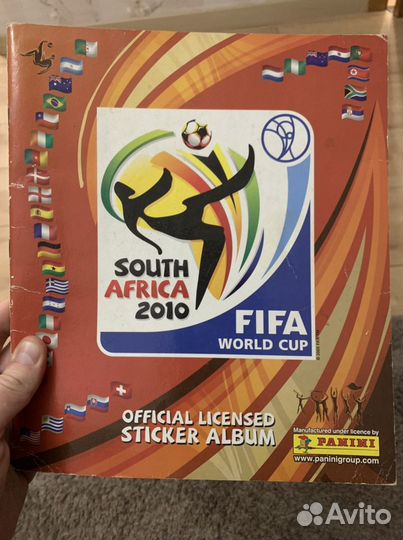 SOUTH
AFRICA
2010
FIFA
WORLD CUP
OFFICIAL LICENSED
STICKER ALBUM
Manufactured under licence by
PANINI
www.paninigroup.com
Avito